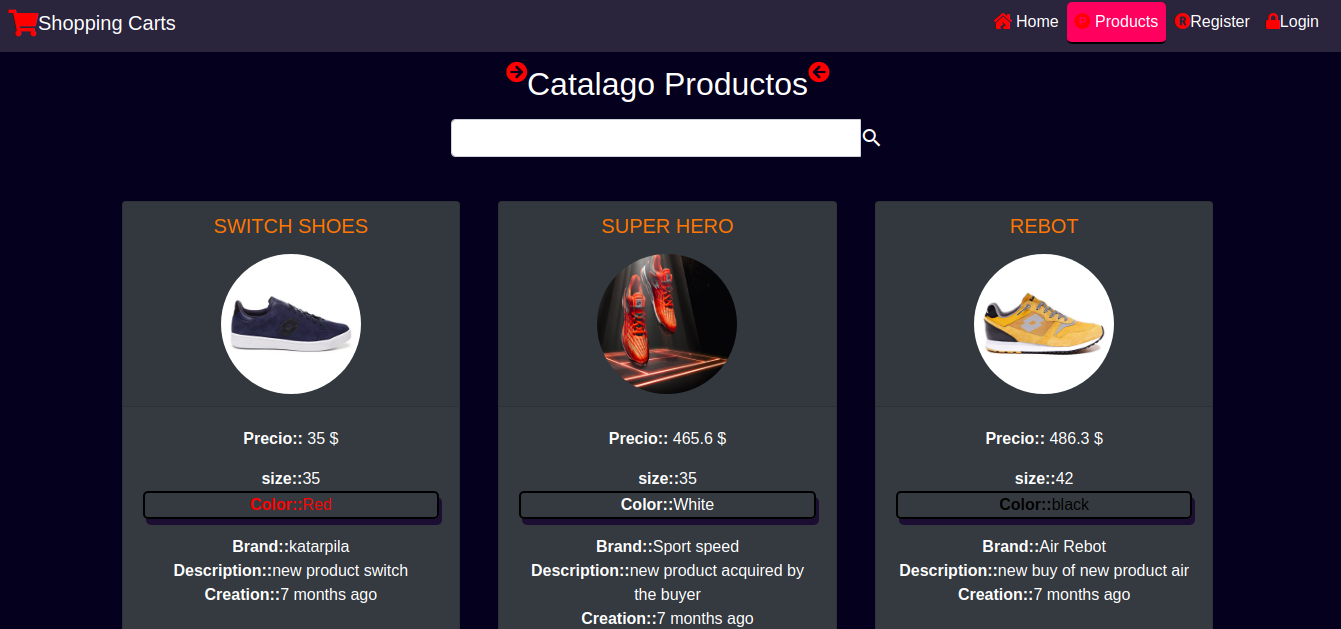 Shopping Carts
Home
Products
Register
Login
Catalago Productos
SWITCH SHOES
Precio:: 35 $
size::35
Color::Red
Brand::katarpila
Description::new product switch
Creation::7 months ago
SUPER HERO
Precio:: 465.6 $
size::35
Color::White
Brand::Sport speed
Description::new product acquired by
the buyer
Creation::7 months ago
REBOT
Precio:: 486.3 $
size::42
Color::black
Brand::Air Rebot
Description::new buy of new product air
Creation::7 months ago